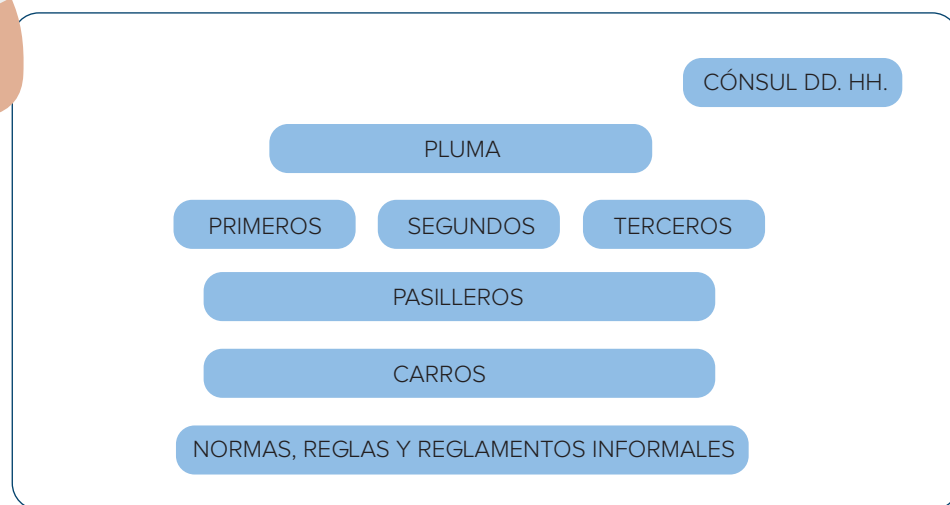 CÓNSUL DD. HH.
PLUMA
PRIMEROS SEGUNDOS TERCEROS
PASILLEROS
CARROS
NORMAS, REGLAS Y REGLAMENTOS INFORMALES